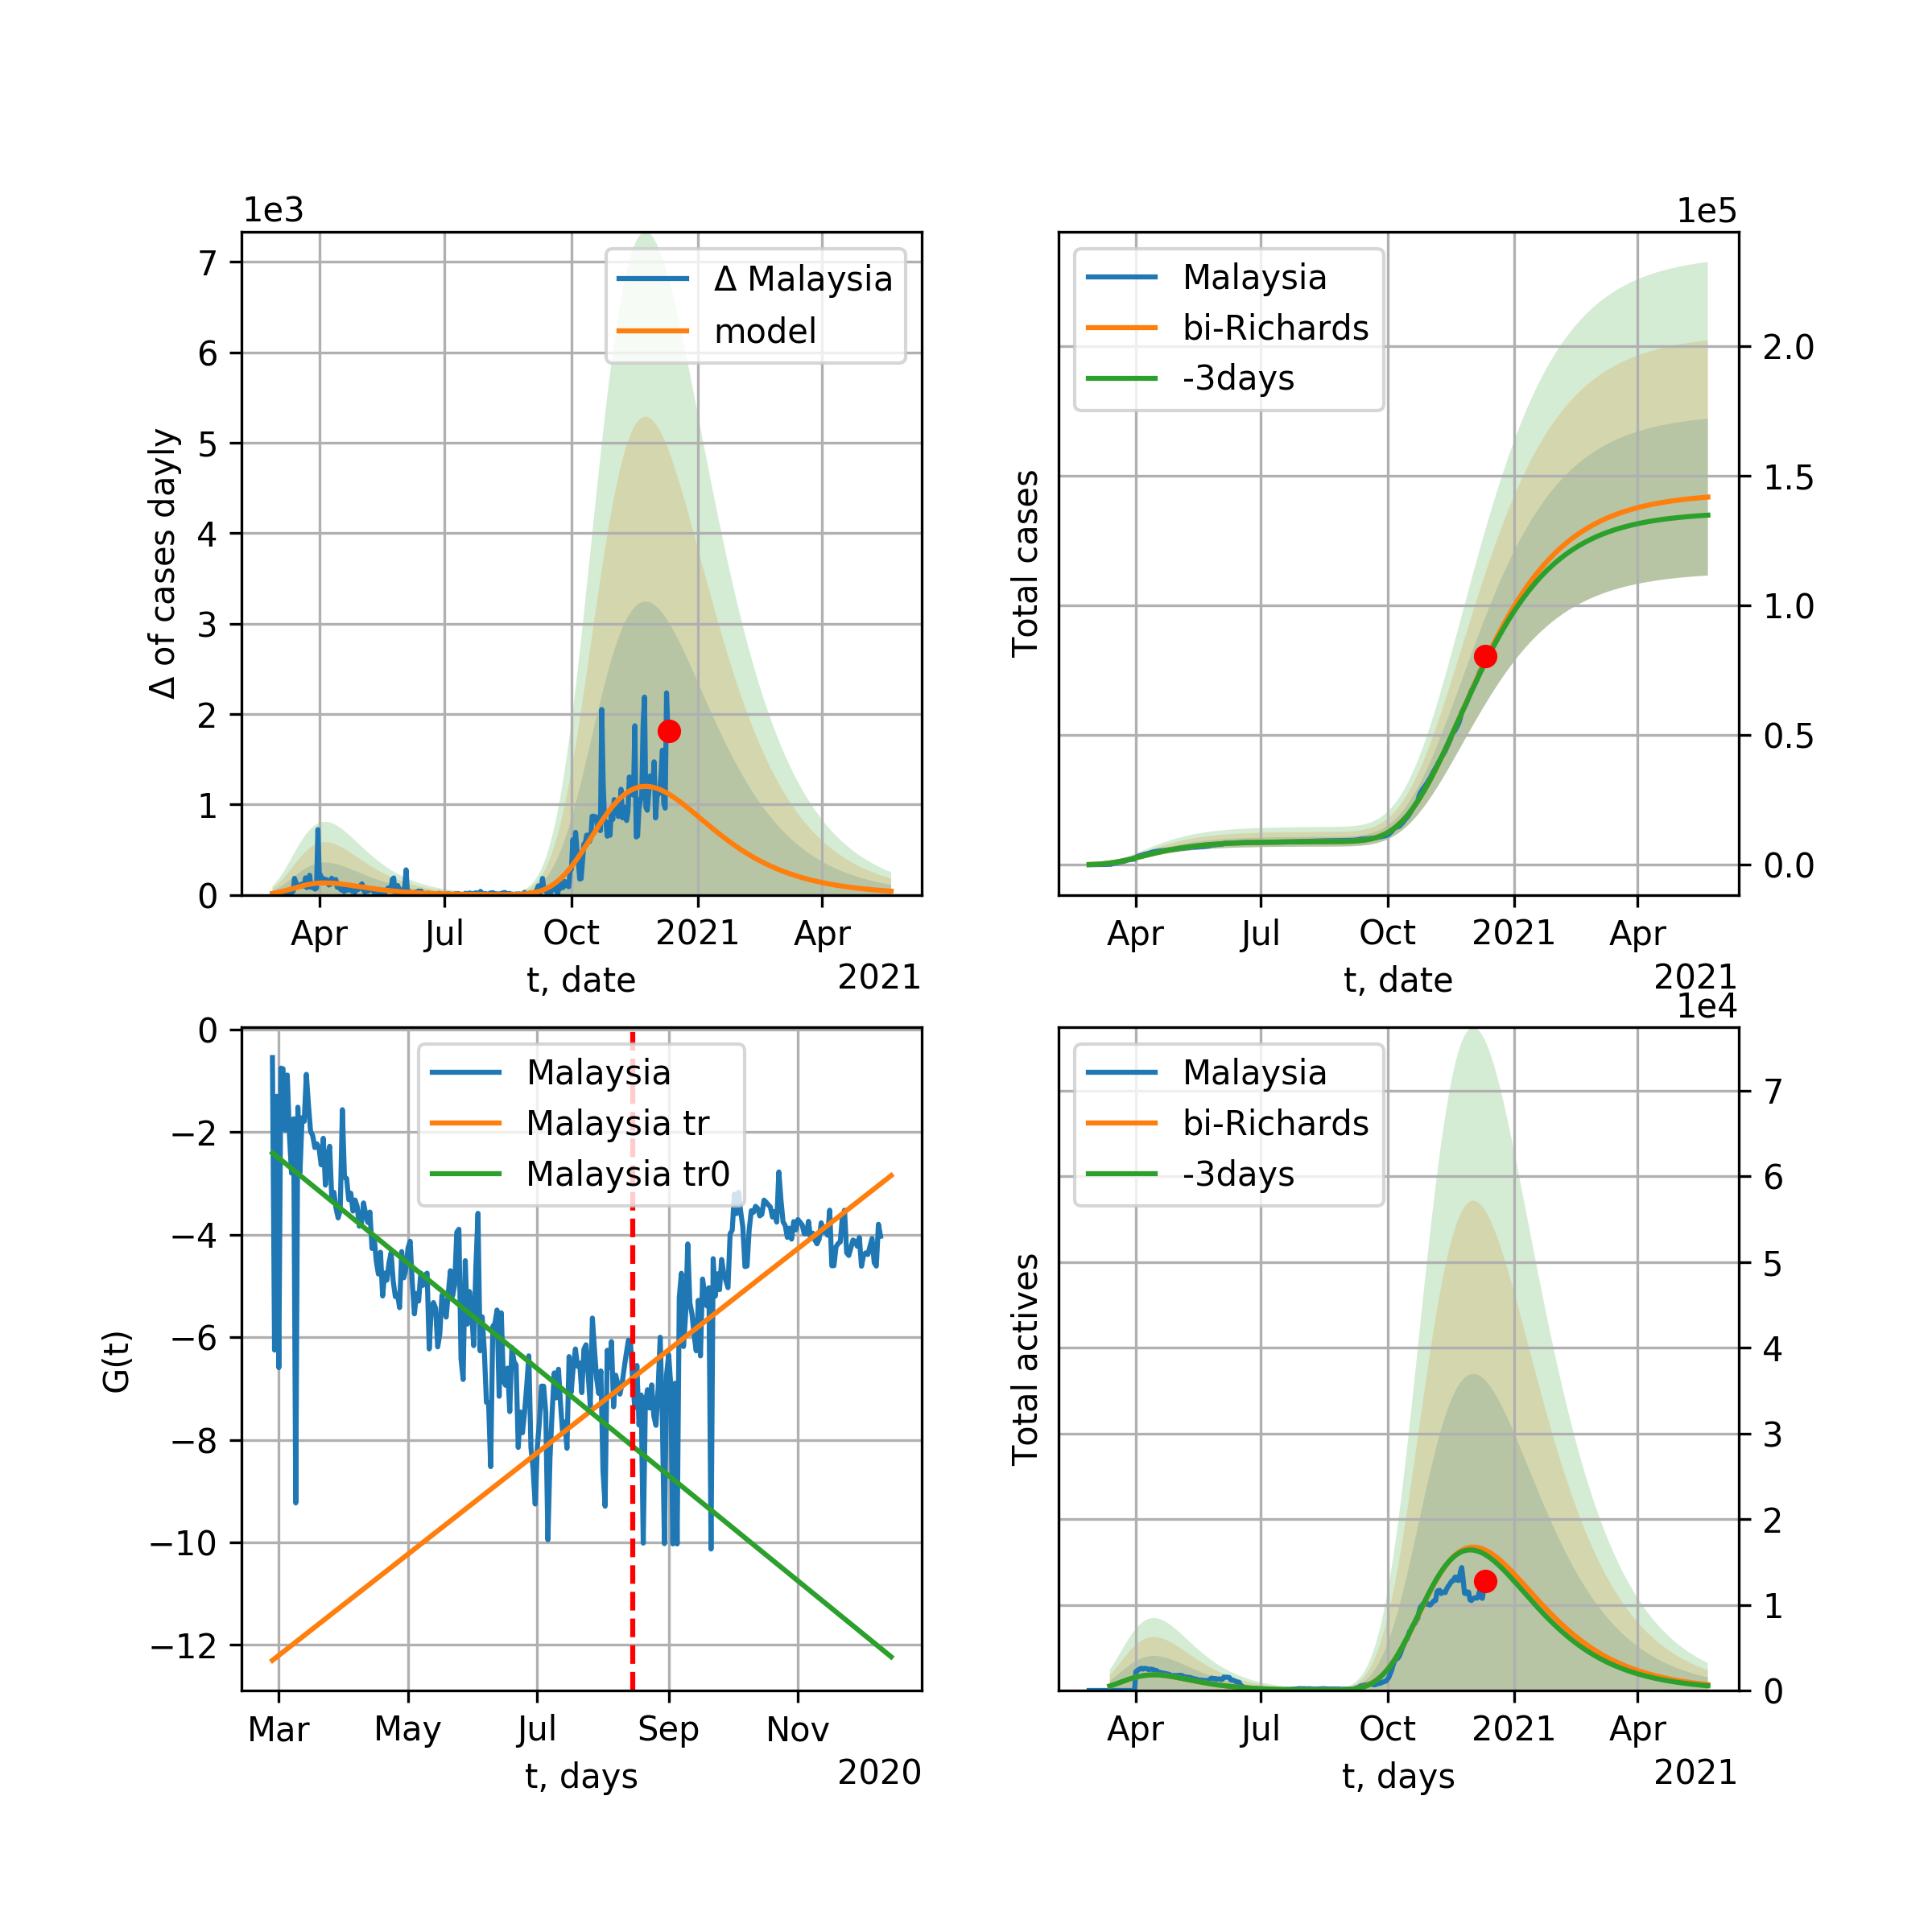 1e3
7
6
5
4
3
2
1
0
Δ of cases dayly
Δ Malaysia
model
Apr
Jul
Oct
2021
Apr
t, date
2021
1e5
Total cases
Malaysia
bi-Richards
-3days
2.0
1.5
1.0
0.5
0.0
Apr
Jul
Oct
2021
Apr
t, date
2021
0
−2
−4
−6
−8
−10
−12
G(t)
Malaysia
Malaysia tr
Malaysia tr0
Mar
May
Jul
Sep
Nov
t, days
2020
1e4
Total actives
Malaysia
bi-Richards
-3days
7
6
5
4
3
2
1
0
Apr
Jul
Oct
2021
Apr
t, days
2021